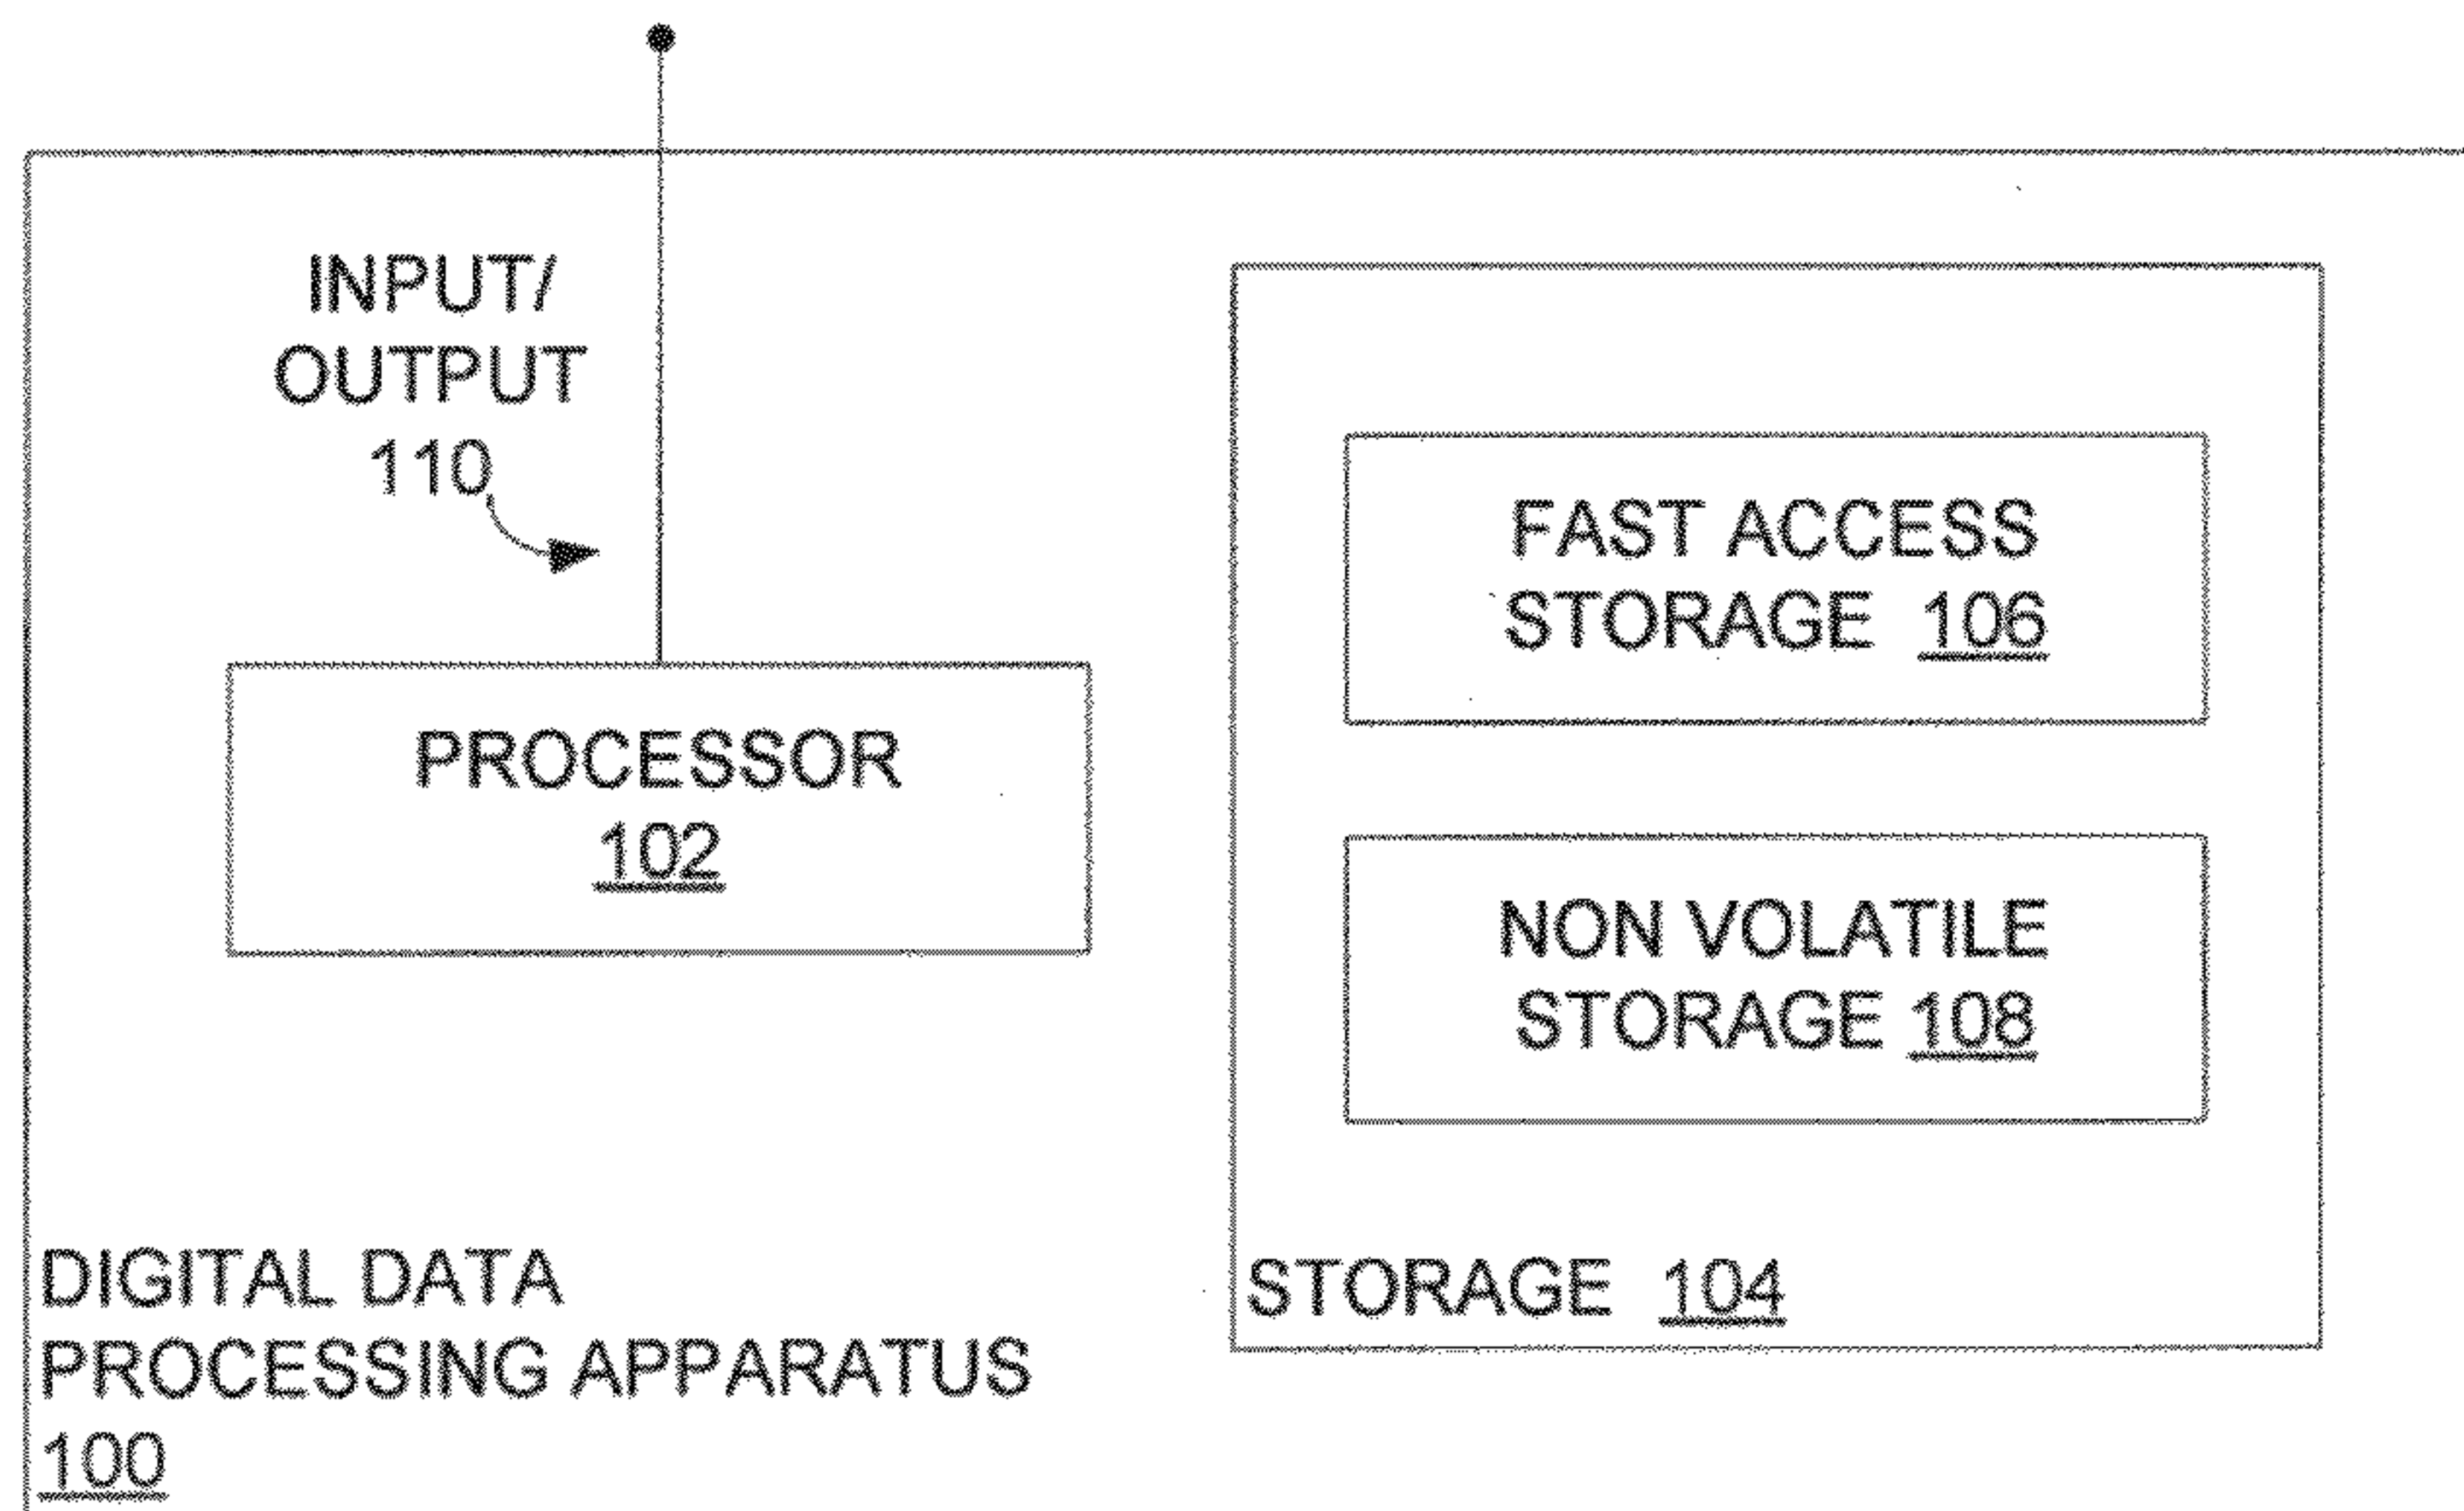 INPUT/
OUTPUT
110
PROCESSOR
102
FAST ACCESS
STORAGE 106
NON VOLATILE
STORAGE 108
STORAGE 104
DIGITAL DATA
PROCESSING APPARATUS
100